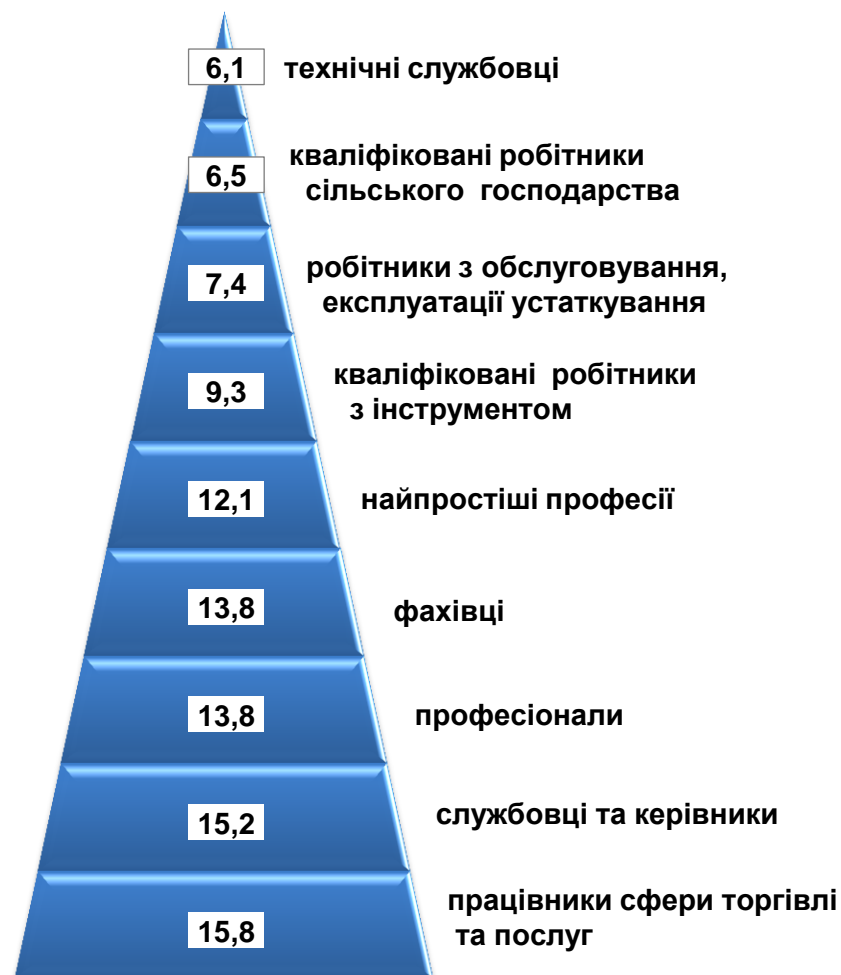 6,1 технічні службовці
кваліфіковані робітники
6,5
сільського господарства
робітники з обслуговування,
7,4
експлуатації устаткування
кваліфіковані робітники
9,3
з інструментом
12,1 найпростіші професії
13,8 фахівці
13,8 професіонали
15,2 службовці та керівники
працівники сфери торгівлі
15,8 та послуг